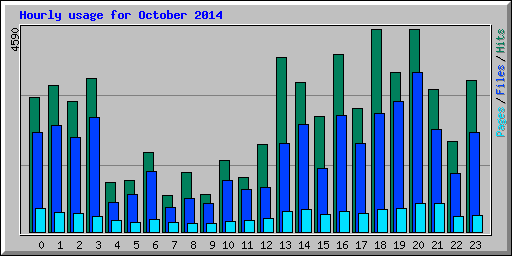 Hourly usage for October 2014
4590
Pages/Files/Hits
0 1 2 3 4 5 6 7 8 9 10 11 12 13 14 15 16 17 18 19 20 21 22 23